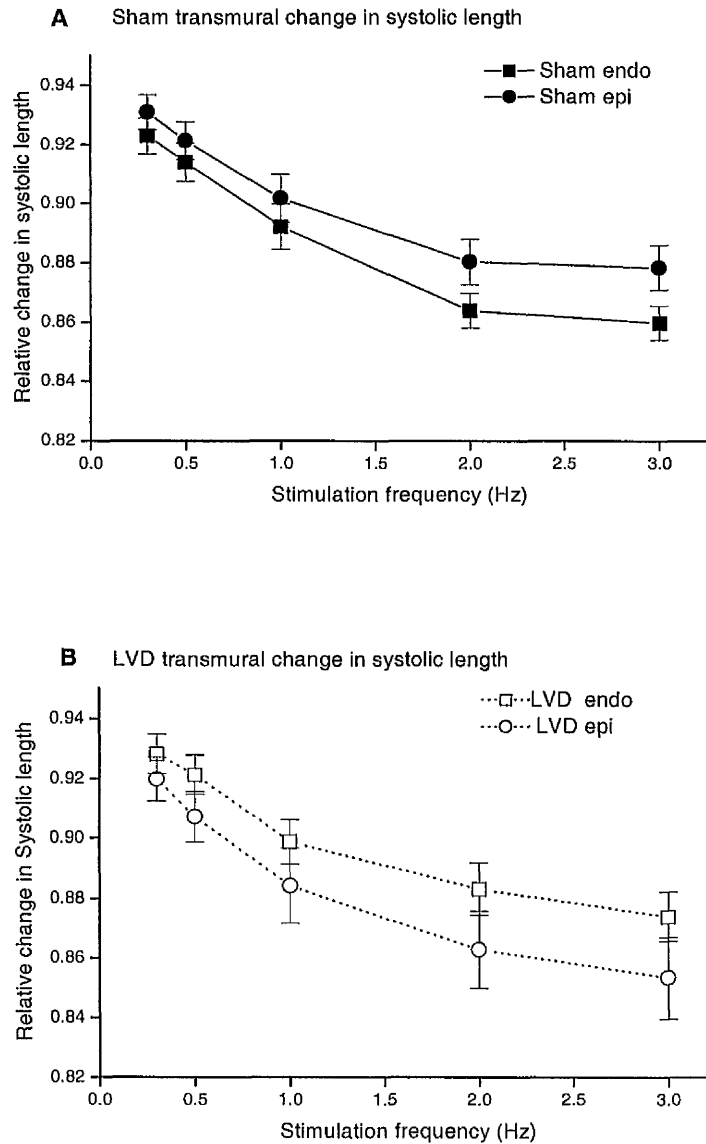 A Sham transmural change in systolic length
Sham endo
Sham epi
Relative change in systolic length
0.94
0.92
0.90
0.88
0.86
0.84
0.82
0.0 0.5 1.0 1.5 2.0 2.5 3.0
Stimulation frequency (Hz)
B LVD transmural change in systolic length
LVD endo
LVD epi
Relative change in Systolic length
0.94
0.92
0.90
0.88
0.86
0.84
0.82
0.0 0.5 1.0 1.5 2.0 2.5 3.0
Stimulation frequency (Hz)